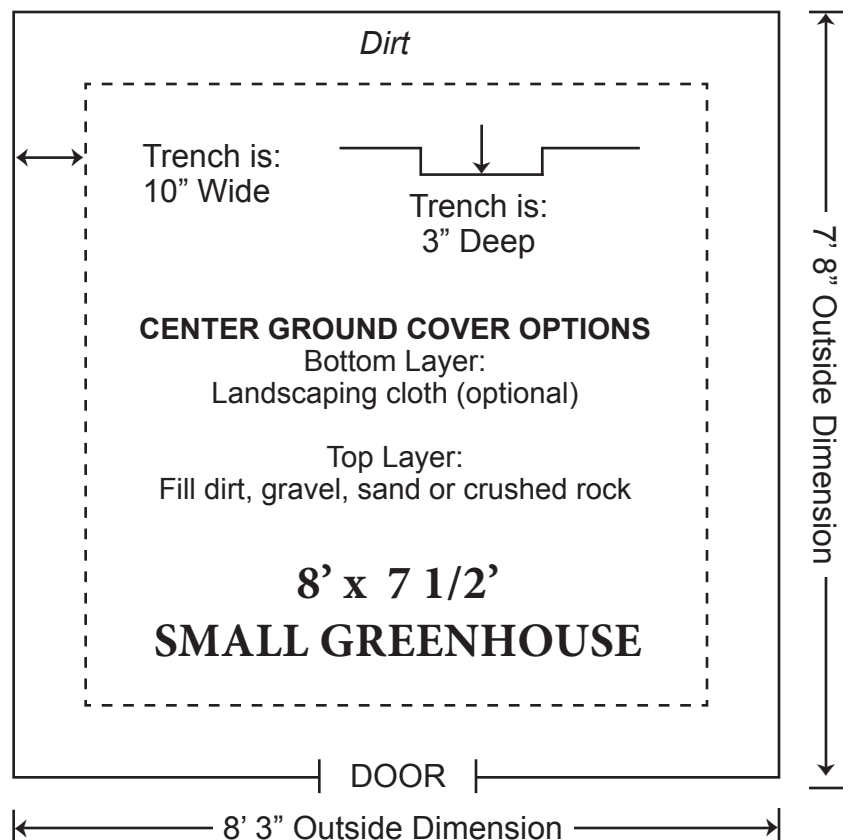 Dirt
Trench is:
10” Wide
Trench is:
3” Deep
CENTER GROUND COVER OPTIONS
Bottom Layer:
Landscaping cloth (optional)
Top Layer:
Fill dirt, gravel, sand or crushed rock
8’ x 7 1/2’
SMALL GREENHOUSE
DOOR
8’ 3” Outside Dimension
7’ 8” Outside Dimension